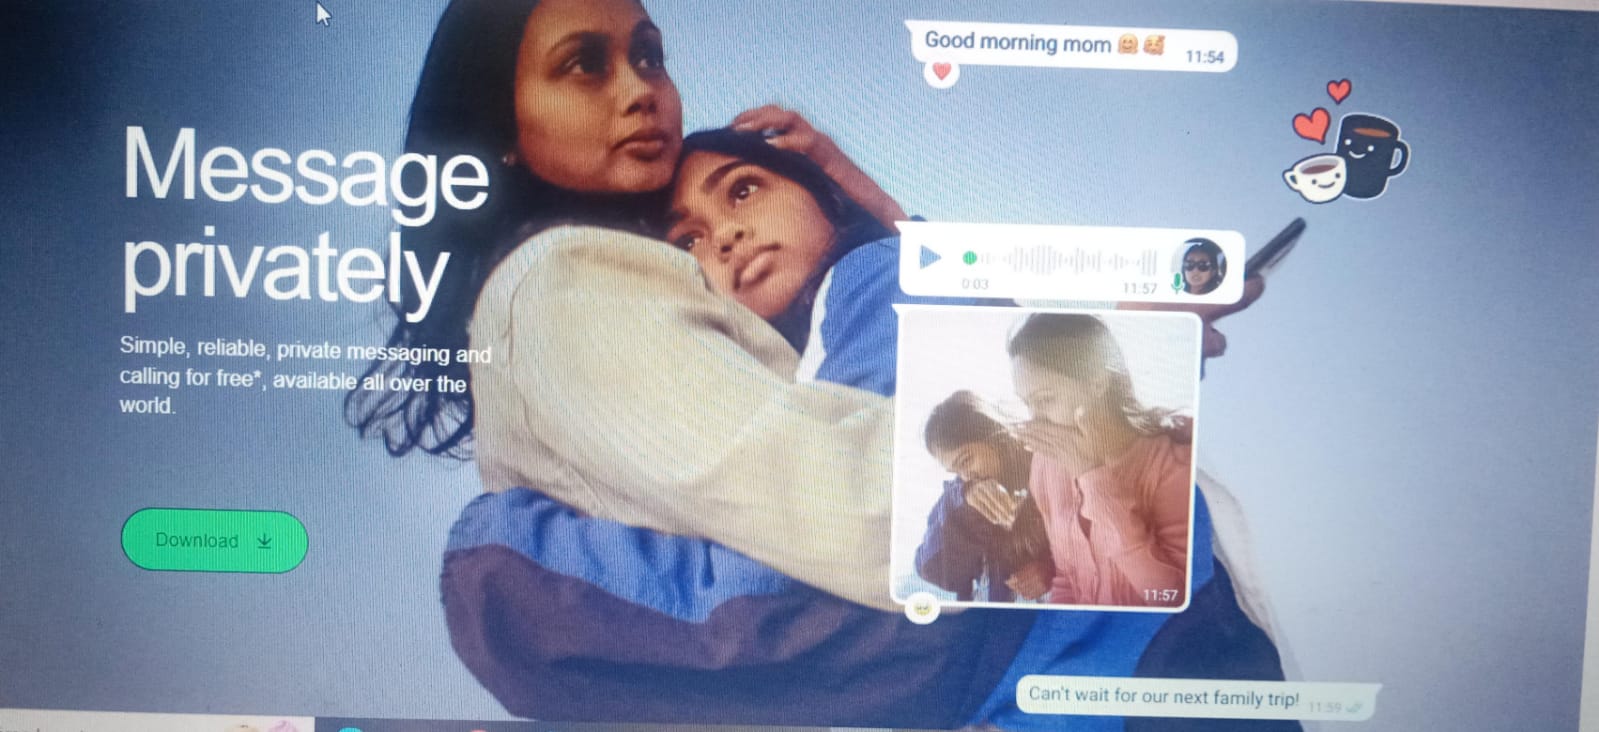 Message
privately
Simple, reliable, private messaging and
calling for free*, available all over the
world.
Download
Good morning mom 🤗 🥰 11:54
0:03 11:57
11:57
Can't wait for our next family trip! 11:59